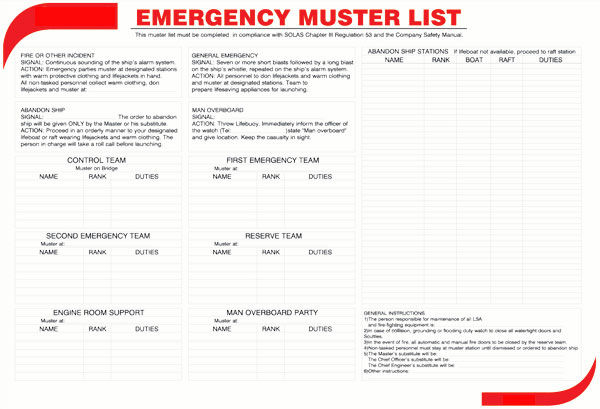 EMERGENCY MUSTER LIST
This muster list must be completed in compliance with SOLAS Chapter III Regulation 53 and the Company Safety Manual.
FIRE OR OTHER INCIDENT
SIGNAL: Continuous sounding of the ship's alarm system.
ACTION: Emergency parties muster at designated stations
with warm protective clothing and lifejackets in hand.
All non-tasked personnel collect warm clothing, don
lifejackets and muster at:
GENERAL EMERGENCY
SIGNAL: Seven or more short blasts followed by a long blast
on the ship's whistle, repeated on the ship's alarm system.
ACTION: All personnel to don lifejackets and warm clothing
and muster at designated stations. Team to
prepare lifesaving appliances for launching.
ABANDON SHIP
SIGNAL: The order to abandon
ship will be given ONLY by the Master or his substitute.
ACTION: Proceed in an orderly manner to your designated
lifeboat or raft wearing lifejackets and warm clothing. The
person in charge will take a roll call before launching.
MAN OVERBOARD
SIGNAL:
ACTION: Throw Lifebuoy. Immediately inform the officer of
the watch (Tel: )state "Man overboard"
and give location. Keep the casualty in sight.
CONTROL TEAM
Muster on Bridge
NAME RANK DUTIES
FIRST EMERGENCY TEAM
Muster at:
NAME RANK DUTIES
SECOND EMERGENCY TEAM
Muster at:
NAME RANK DUTIES
RESERVE TEAM
Muster at:
NAME RANK DUTIES
ENGINE ROOM SUPPORT
Muster at:
NAME RANK DUTIES
MAN OVERBOARD PARTY
Muster at:
NAME RANK DUTIES
ABANDON SHIP STATIONS If lifeboat not available, proceed to raft station
NAME RANK BOAT RAFT DUTIES
GENERAL INSTRUCTIONS
1)The person responsible for maintenance of all LSA
and fire-fighting equipment is:
2)In case of collision, grounding or flooding duty watch to close all watertight doors and
Scuttles.
3)In the event of fire, all automatic and manual fire doors to be closed by the reserve team.
4)Non-tasked personnel must stay at muster station until dismissed or ordered to abandon ship
5)The Master's substitute will be:
The Chief Officer's substitute will be:
The Chief Engineer's substitute will be:
6)Other instructions: